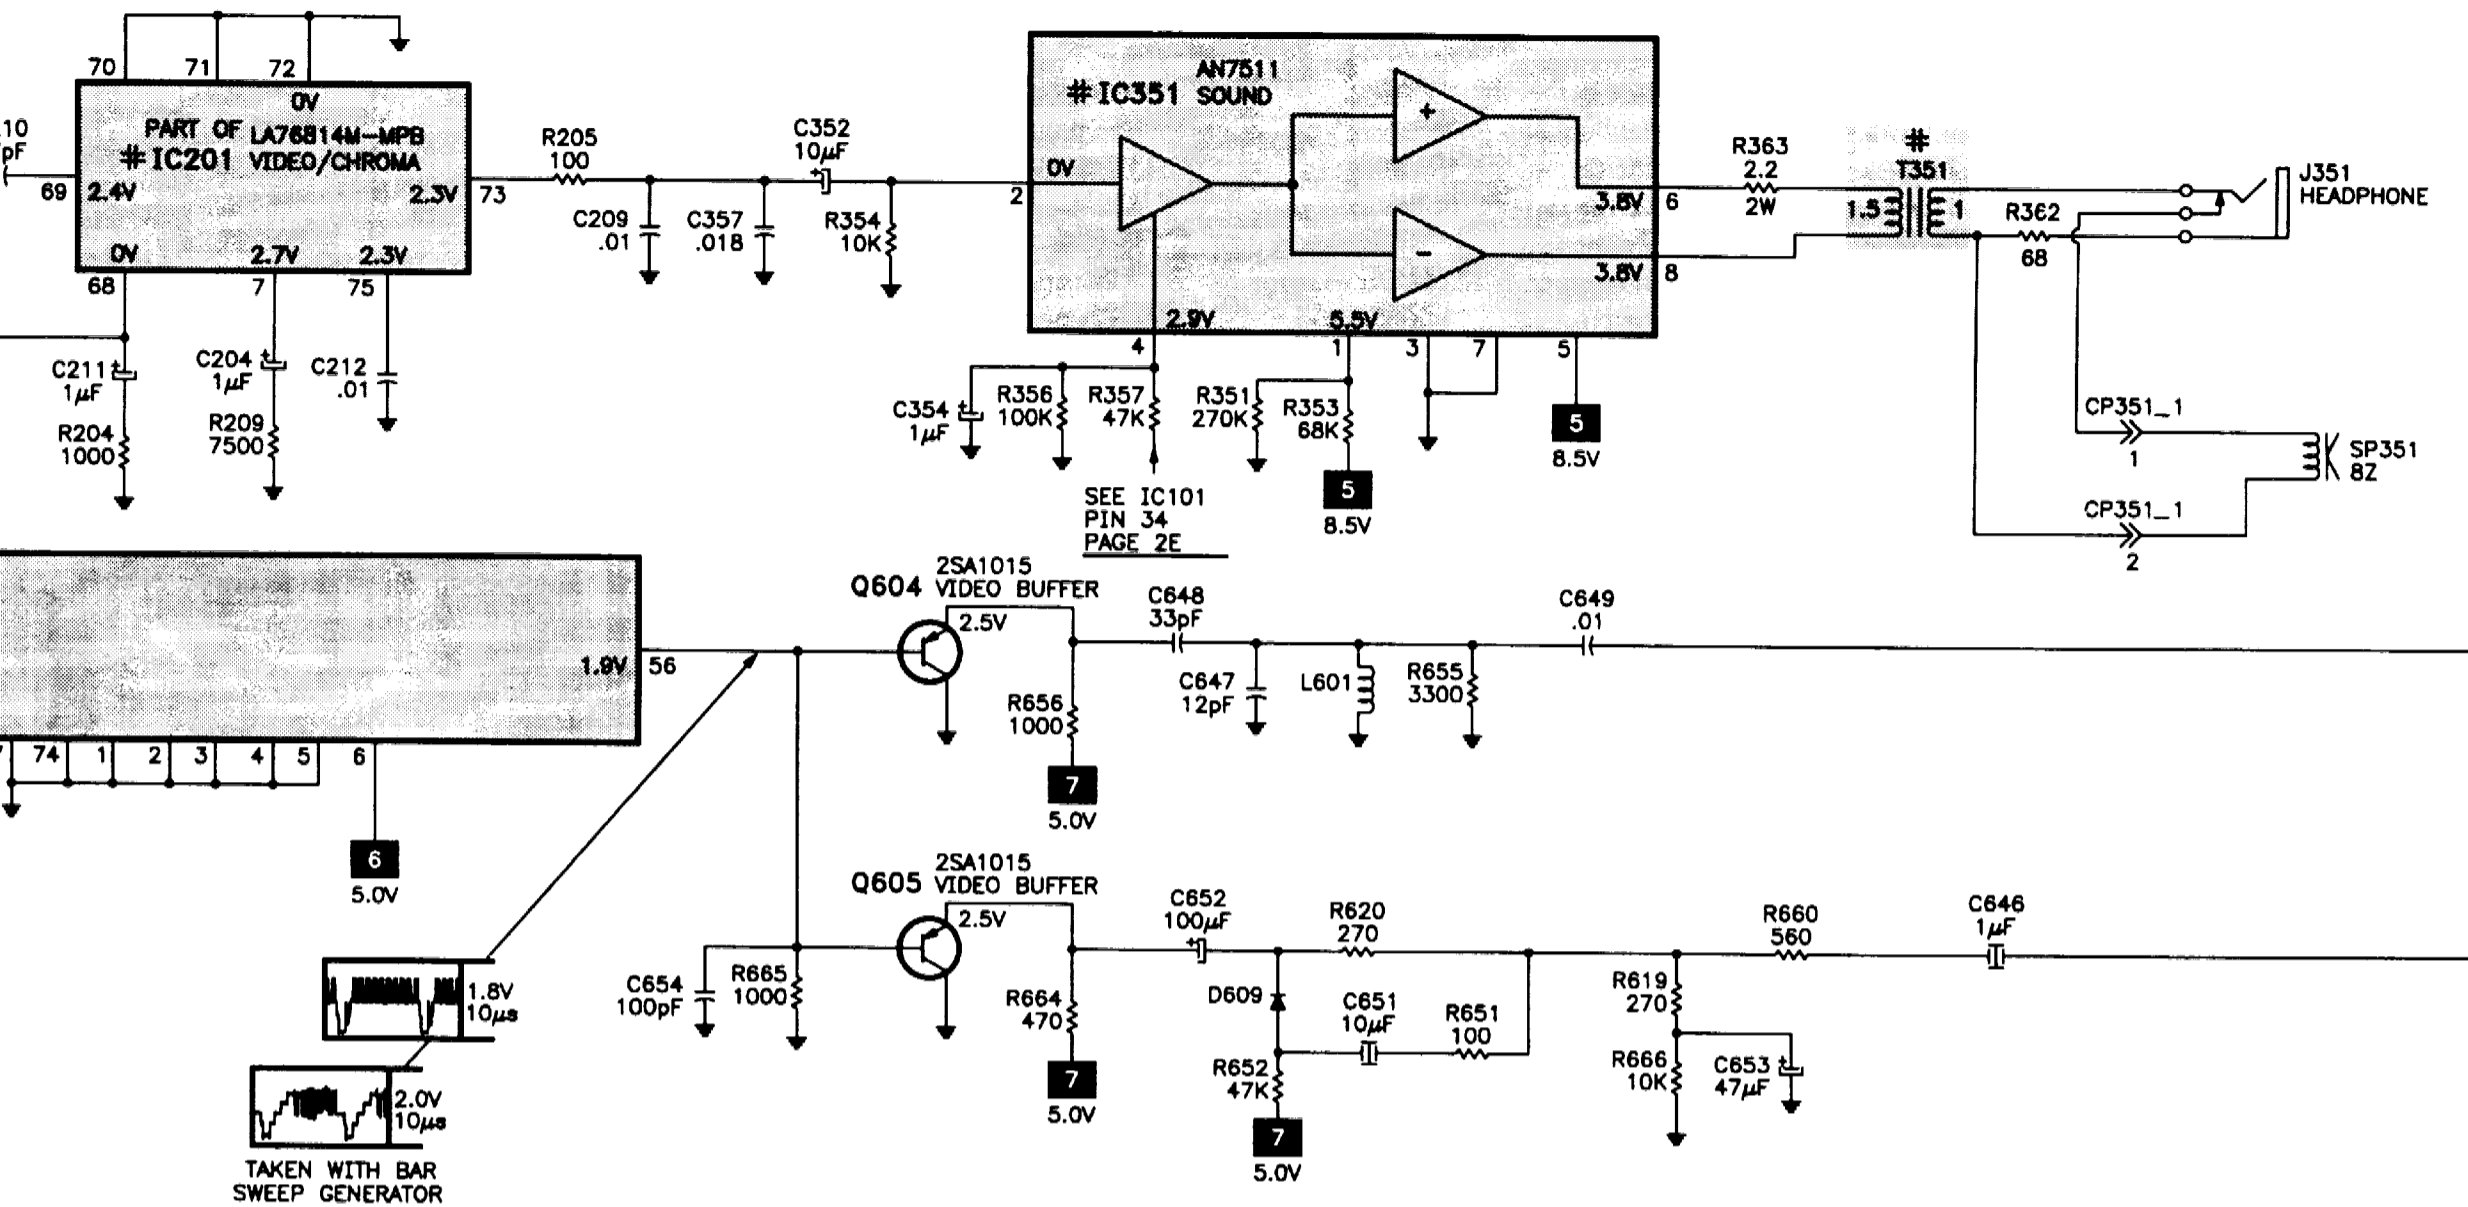 70
71
72
0V
PART OF LA76814M-MPB
#IC201 VIDEO/CHROMA
10
pF
69
2.4V
2.3V
73
0V
2.7V
2.3V
68
7
75
C211
1µF
+
C204
1µF
+
C212
.01
R204
1000
R209
7500
R205
100
C209
.01
C357
.018
C352
10µF
+
R354
10K
AN7511
#IC351 SOUND
0V
2
+
-
3.8V
6
3.8V
8
2.9V
5.5V
4
1
3
7
5
C354
1µF
+
R356
100K
R357
47K
R351
270K
R353
68K
5
8.5V
5
8.5V
SEE IC101
PIN 34
PAGE 2E
R363
2.2
2W
#
T351
1.5
1
R362
68
J351
HEADPHONE
CP351_1
1
SP351
8Z
CP351_1
2
1.9V
56
74
1
2
3
4
5
6
6
5.0V
2SA1015
Q604 VIDEO BUFFER
2.5V
R656
1000
7
5.0V
C648
33pF
C647
12pF
L601
R655
3300
C649
.01
2SA1015
Q605 VIDEO BUFFER
2.5V
C654
100pF
R665
1000
R664
470
7
5.0V
C652
100µF
+
R620
270
D609
C651
10µF
R651
100
R652
47K
7
5.0V
R619
270
R666
10K
C653
47µF
+
R660
560
C646
1µF
1.8V
10µs
2.0V
10µs
TAKEN WITH BAR
SWEEP GENERATOR